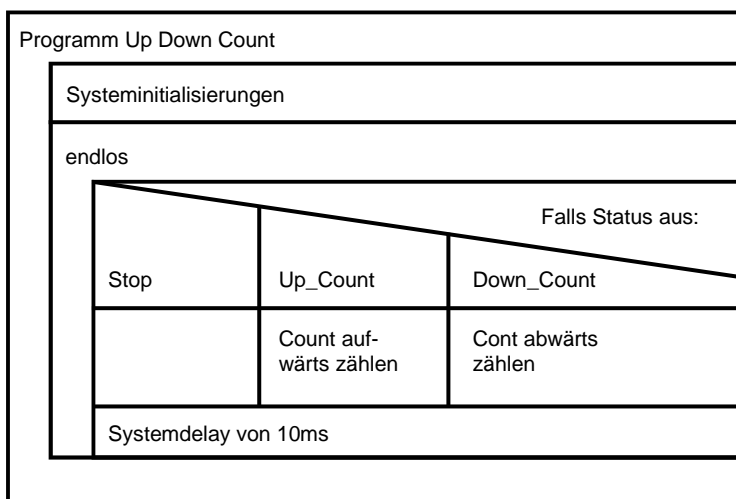 Programm Up Down Count
Systeminitialisierungen
endlos
Falls Status aus:
Stop
Up_Count
Down_Count
Count auf-
wärts zählen
Cont abwärts
zählen
Systemdelay von 10ms